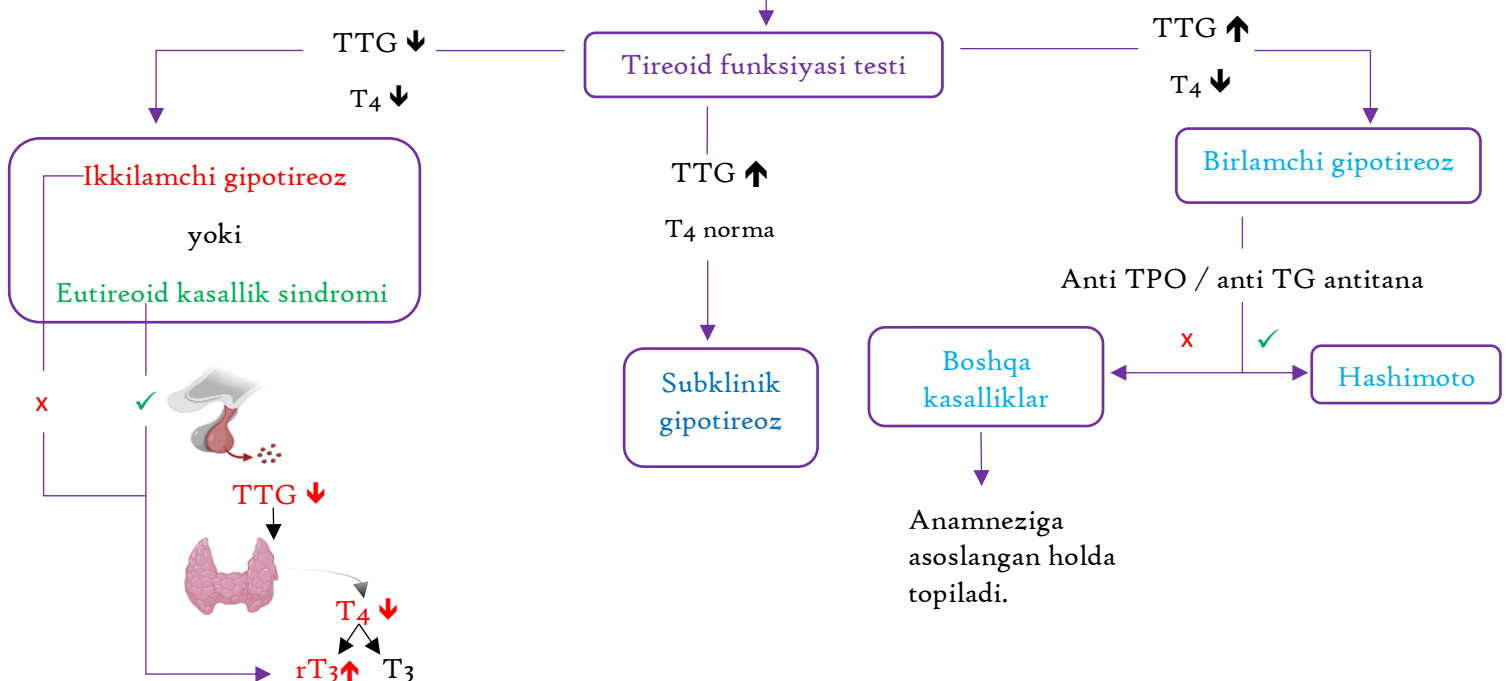 TTG ↓
T4 ↓
Tireoid funksiyasi testi
TTG ↑
T4 ↓
Ikkilamchi gipotireoz
yoki
Eutireoid kasallik sindromi
x
✓
TTG ↓
T4 ↓
rT3↑
T3
TTG ↑
T4 norma
Subklinik
gipotireoz
Birlamchi gipotireoz
Anti TPO / anti TG antitana
x
✓
Boshqa
kasalliklar
Hashimoto
Anamneziga
asoslangan holda
topiladi.